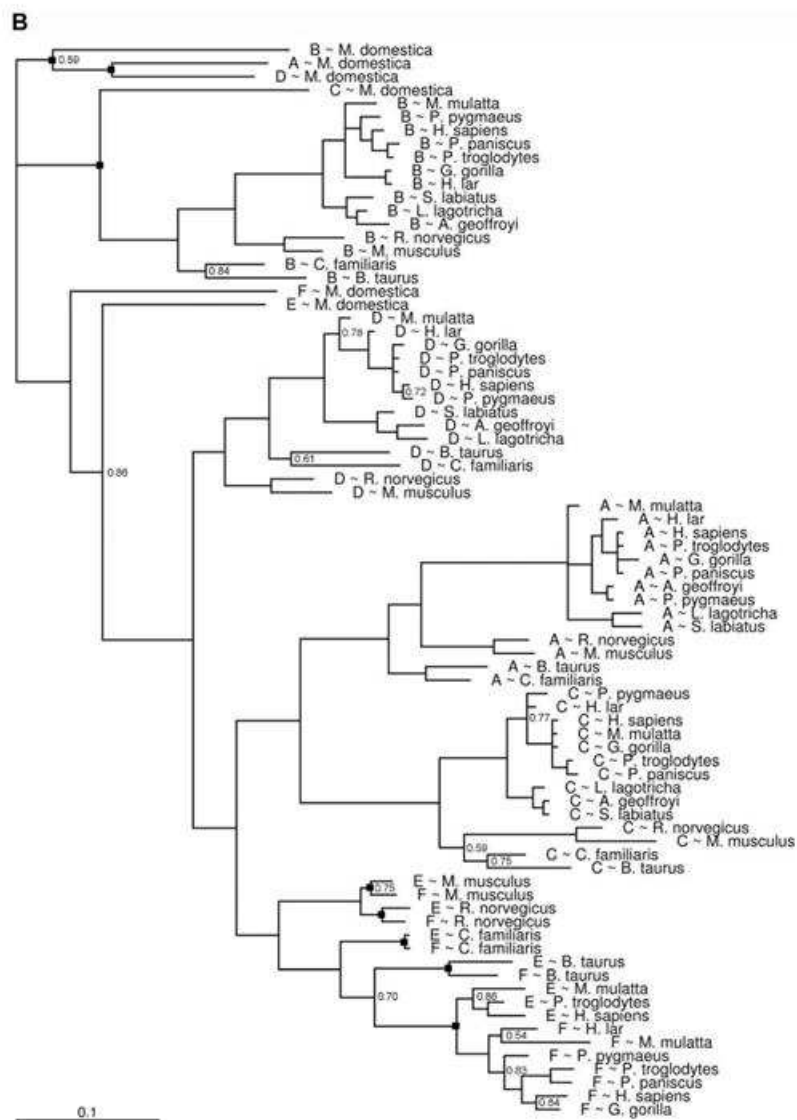 B
B ~ M. domestica
0.59
A ~ M. domestica
D ~ M. domestica
C ~ M. domestica
B ~ M. mulatta
B ~ P. pygmaeus
B ~ H. sapiens
B ~ P. paniscus
B ~ P. troglodytes
B ~ G. gorilla
B ~ H. lar
B ~ S. labiatus
B ~ L. lagotricha
B ~ A. geoffroyi
B ~ R. norvegicus
B ~ M. musculus
B ~ C. familiaris
0.84
B ~ B. taurus
F ~ M. domestica
E ~ M. domestica
D ~ M. mulatta
0.78
D ~ H. lar
D ~ G. gorilla
D ~ P. troglodytes
D ~ P. paniscus
D ~ H. sapiens
0.72
D ~ P. pygmaeus
D ~ S. labiatus
D ~ A. geoffroyi
D ~ L. lagotricha
D ~ B. taurus
0.61
D ~ C. familiaris
0.86
D ~ R. norvegicus
D ~ M. musculus
A ~ M. mulatta
A ~ H. lar
A ~ H. sapiens
A ~ P. troglodytes
A ~ G. gorilla
A ~ P. paniscus
A ~ A. geoffroyi
A ~ P. pygmaeus
A ~ L. lagotricha
A ~ S. labiatus
A ~ R. norvegicus
A ~ M. musculus
A ~ B. taurus
A ~ C. familiaris
C ~ P. pygmaeus
C ~ H. lar
0.77
C ~ H. sapiens
C ~ M. mulatta
C ~ G. gorilla
C ~ P. troglodytes
C ~ P. paniscus
C ~ L. lagotricha
C ~ A. geoffroyi
C ~ S. labiatus
C ~ R. norvegicus
0.59
C ~ M. musculus
C ~ C. familiaris
0.75
C ~ B. taurus
E ~ M. musculus
0.75
F ~ M. musculus
E ~ R. norvegicus
F ~ R. norvegicus
E ~ C. familiaris
F ~ C. familiaris
E ~ B. taurus
F ~ B. taurus
0.70
E ~ M. mulatta
0.86
E ~ P. troglodytes
E ~ H. sapiens
F ~ H. lar
0.54
F ~ M. mulatta
F ~ P. pygmaeus
0.83
F ~ P. troglodytes
F ~ P. paniscus
F ~ H. sapiens
0.84
F ~ G. gorilla
0.1